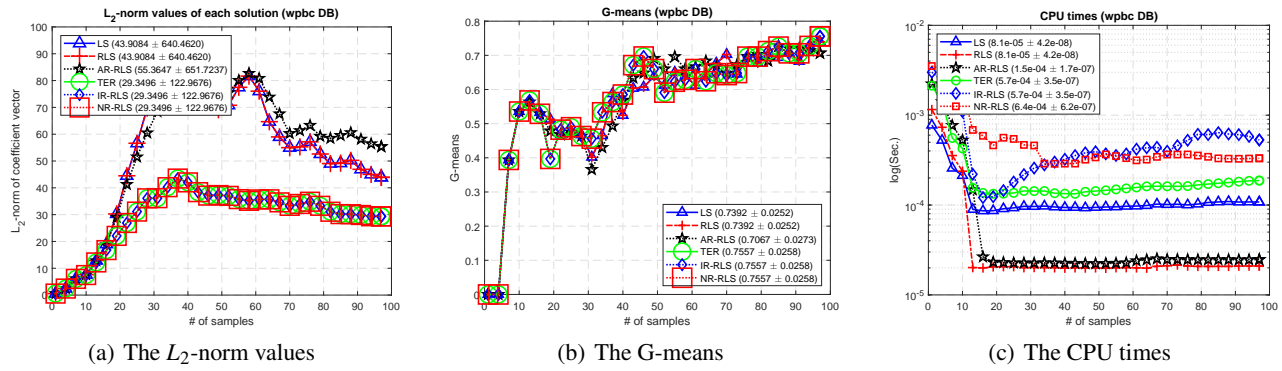 L2-norm values of each solution (wpbc DB)
100
90
80
70
60
50
40
30
20
10
0
L2-norm of coefficient vector
LS (43.9084 ± 640.4620)
RLS (43.9084 ± 640.4620)
AR-RLS (55.3647 ± 651.7237)
TER (29.3496 ± 122.9676)
IR-RLS (29.3496 ± 122.9676)
NR-RLS (29.3496 ± 122.9676)
0 10 20 30 40 50 60 70 80 90 100
# of samples
(a) The L2-norm values
G-means (wpbc DB)
0.8
0.7
0.6
0.5
0.4
0.3
0.2
0.1
0
G-means
LS (0.7392 ± 0.0252)
RLS (0.7392 ± 0.0252)
AR-RLS (0.7067 ± 0.0273)
TER (0.7557 ± 0.0258)
IR-RLS (0.7557 ± 0.0258)
NR-RLS (0.7557 ± 0.0258)
0 10 20 30 40 50 60 70 80 90 100
# of samples
(b) The G-means
CPU times (wpbc DB)
10^-2
10^-3
10^-4
10^-5
log(Sec.)
LS (8.1e-05 ± 4.2e-08)
RLS (8.1e-05 ± 4.2e-08)
AR-RLS (1.5e-04 ± 1.7e-07)
TER (5.7e-04 ± 3.5e-07)
IR-RLS (5.7e-04 ± 3.5e-07)
NR-RLS (6.4e-04 ± 6.2e-07)
0 10 20 30 40 50 60 70 80 90 100
# of samples
(c) The CPU times